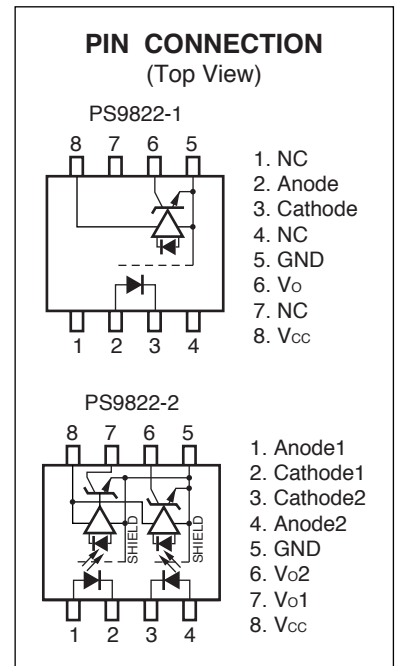 PIN CONNECTION
(Top View)
PS9822-1
8 7 6 5
1. NC
2. Anode
3. Cathode
4. NC
5. GND
6. VO
7. NC
8. VCC
1 2 3 4
PS9822-2
8 7 6 5
SHIELD SHIELD
1. Anode1
2. Cathode1
3. Cathode2
4. Anode2
5. GND
6. VO2
7. VO1
8. VCC
1 2 3 4